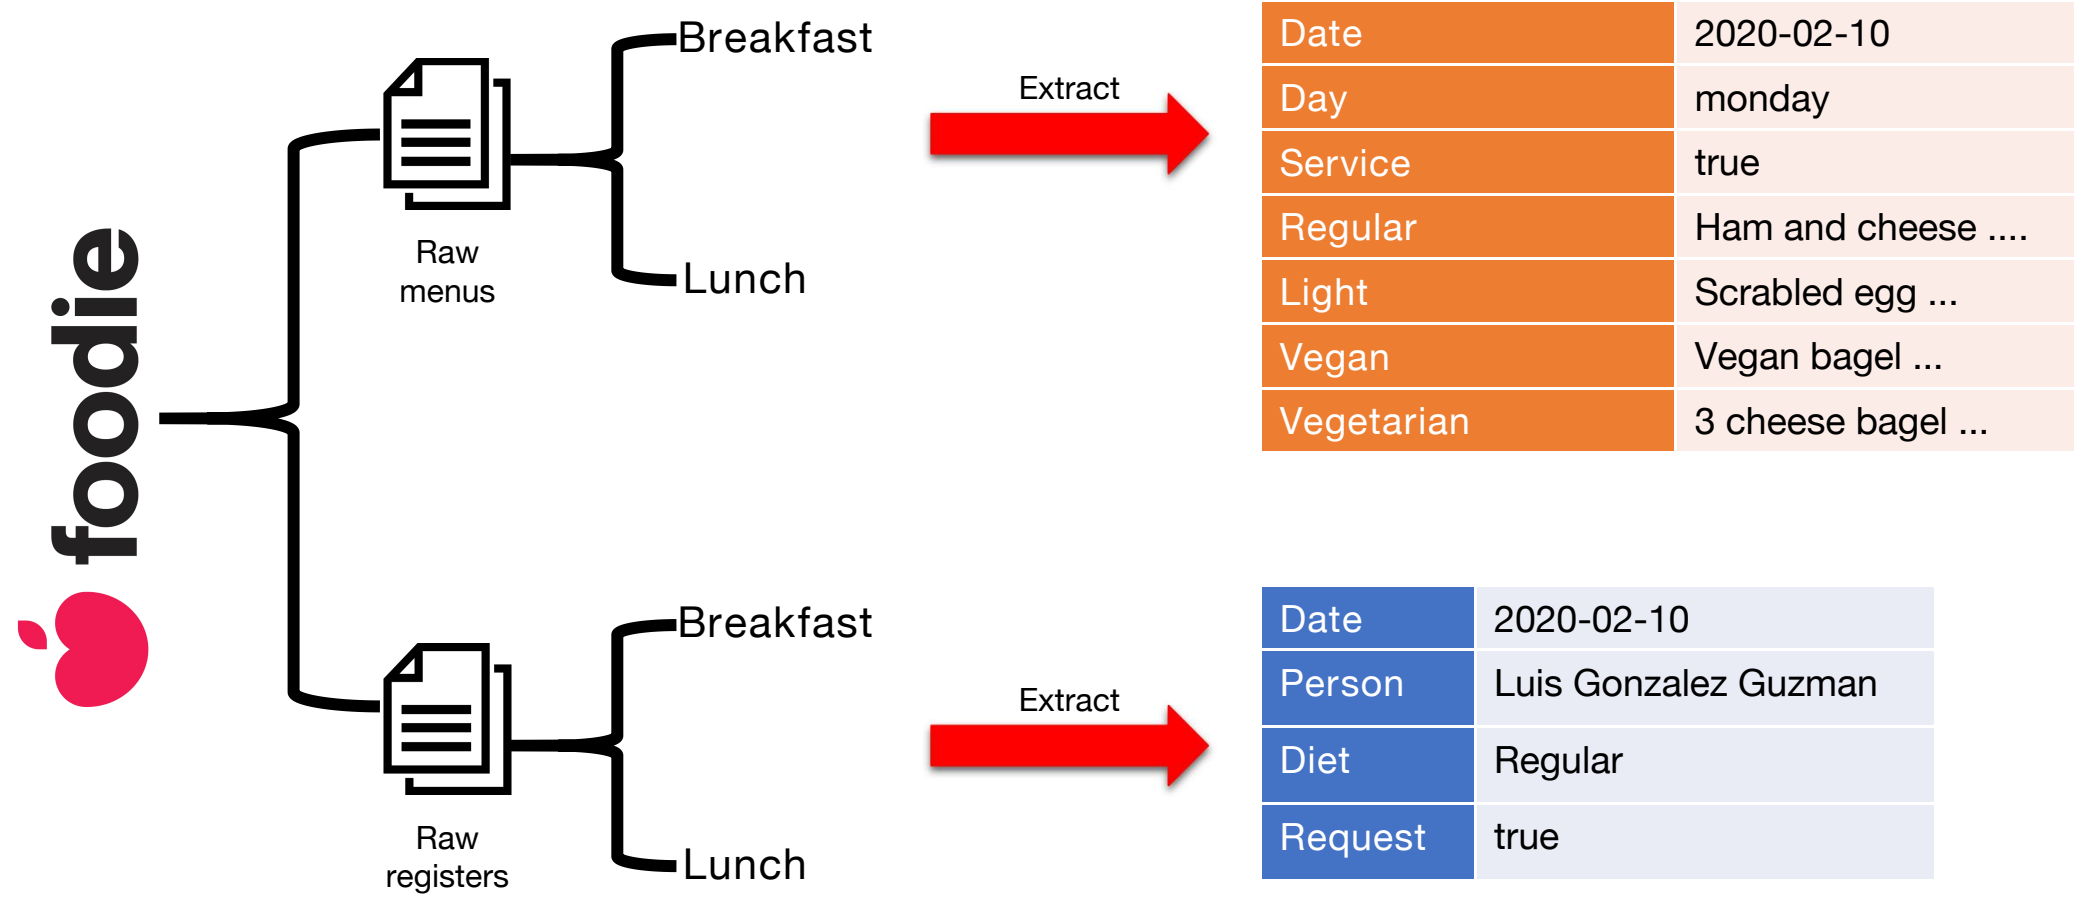 foodie
Raw
menus
Breakfast
Lunch
Extract
Date 2020-02-10
Day monday
Service true
Regular Ham and cheese ....
Light Scrabled egg ...
Vegan Vegan bagel ...
Vegetarian 3 cheese bagel ...
Raw
registers
Breakfast
Lunch
Extract
Date 2020-02-10
Person Luis Gonzalez Guzman
Diet Regular
Request true